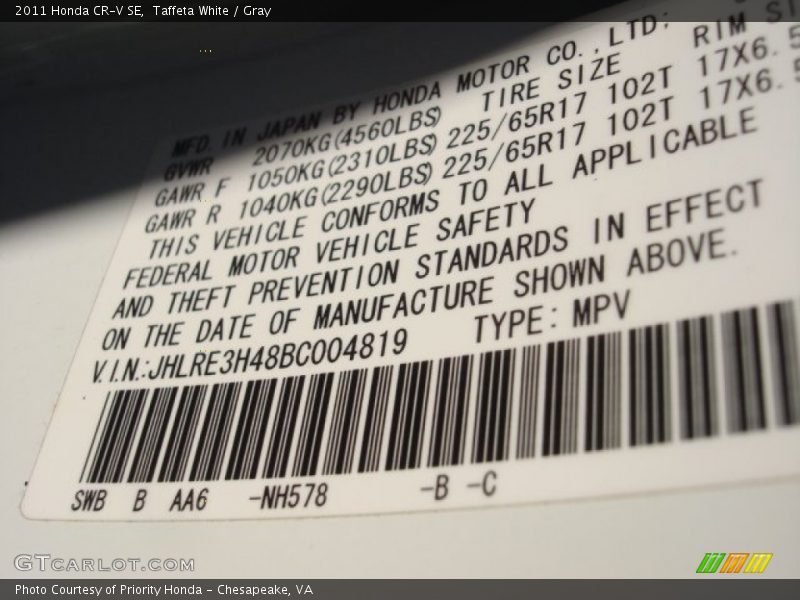 2011 Honda CR-V SE, Taffeta White / Gray
MFD. IN JAPAN BY HONDA MOTOR CO.,LTD:
GVWR 2070KG(4560LBS) TIRE SIZE RIM SI
GAWR F 1050KG(2310LBS) 225/65R17 102T 17X6.5
GAWR R 1040KG(2290LBS) 225/65R17 102T 17X6.5
THIS VEHICLE CONFORMS TO ALL APPLICABLE
FEDERAL MOTOR VEHICLE SAFETY
AND THEFT PREVENTION STANDARDS IN EFFECT
ON THE DATE OF MANUFACTURE SHOWN ABOVE.
V.I.N.:JHLRE3H48BC004819 TYPE: MPV
SWB B AA6 -NH578 -B -C
GTCARLOT.COM
Photo Courtesy of Priority Honda - Chesapeake, VA